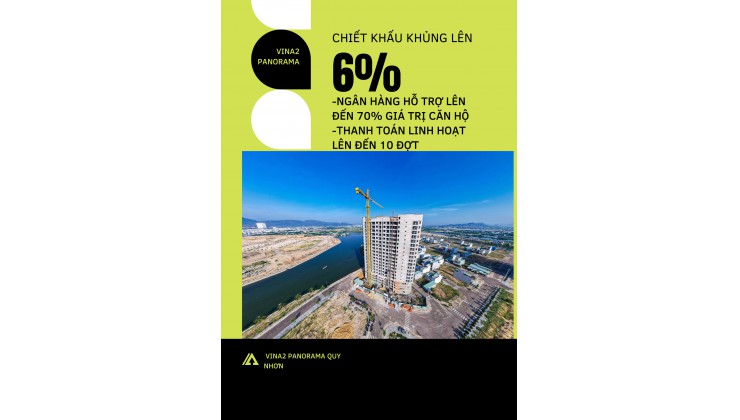 VINA2
PANORAMA
CHIẾT KHẤU KHỦNG LÊN
6%
-NGÂN HÀNG HỖ TRỢ LÊN
ĐẾN 70% GIÁ TRỊ CĂN HỘ
-THANH TOÁN LINH HOẠT
LÊN ĐẾN 10 ĐỢT
VINA2 PANORAMA QUY
NHƠN